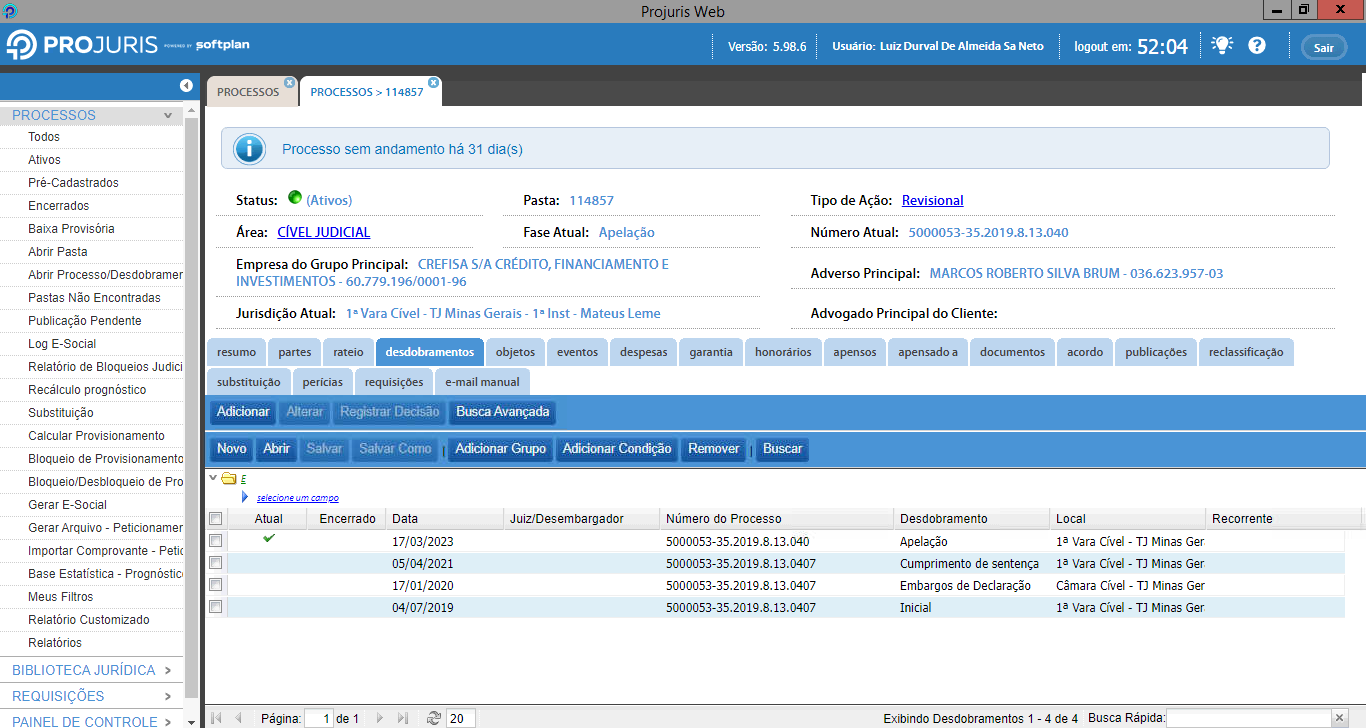 Projuris Web
PROJURIS POWERED BY softplan
Versão: 5.98.6
Usuário: Luiz Durval De Almeida Sa Neto
logout em: 52:04
Sair
PROCESSOS
Todos
Ativos
Pré-Cadastrados
Encerrados
Baixa Provisória
Abrir Pasta
Abrir Processo/Desdobramer
Pastas Não Encontradas
Publicação Pendente
Log E-Social
Relatório de Bloqueios Judici
Recálculo prognóstico
Substituição
Calcular Provisionamento
Bloqueio de Provisionamento
Bloqueio/Desbloqueio de Pro
Gerar E-Social
Gerar Arquivo - Peticionamer
Importar Comprovante - Petic
Base Estatística - Prognóstic
Meus Filtros
Relatório Customizado
Relatórios
BIBLIOTECA JURÍDICA
REQUISIÇÕES
PAINEL DE CONTROLE
PROCESSOS
PROCESSOS > 114857
Processo sem andamento há 31 dia(s)
Status: (Ativos)
Pasta: 114857
Tipo de Ação: Revisional
Área: CÍVEL JUDICIAL
Fase Atual: Apelação
Número Atual: 5000053-35.2019.8.13.040
Empresa do Grupo Principal: CREFISA S/A CRÉDITO, FINANCIAMENTO E
INVESTIMENTOS - 60.779.196/0001-96
Adverso Principal: MARCOS ROBERTO SILVA BRUM - 036.623.957-03
Jurisdição Atual: 1ª Vara Cível - TJ Minas Gerais - 1ª Inst - Mateus Leme
Advogado Principal do Cliente:
resumo partes rateio desdobramentos objetos eventos despesas garantia honorários apensos apensado a documentos acordo publicações reclassificação
substituição perícias requisições e-mail manual
Adicionar Alterar Registrar Decisão Busca Avançada
Novo Abrir Salvar Salvar Como | Adicionar Grupo Adicionar Condição Remover | Buscar
E
selecione um campo
Atual Encerrado Data Juiz/Desembargador Número do Processo Desdobramento Local Recorrente
17/03/2023 5000053-35.2019.8.13.040 Apelação 1ª Vara Cível - TJ Minas Ger
05/04/2021 5000053-35.2019.8.13.0407 Cumprimento de sentença 1ª Vara Cível - TJ Minas Ger
17/01/2020 5000053-35.2019.8.13.0407 Embargos de Declaração Câmara Cível - TJ Minas Ger
04/07/2019 5000053-35.2019.8.13.0407 Inicial 1ª Vara Cível - TJ Minas Ger
Página: 1 de 1 20 Exibindo Desdobramentos 1 - 4 de 4 Busca Rápida: